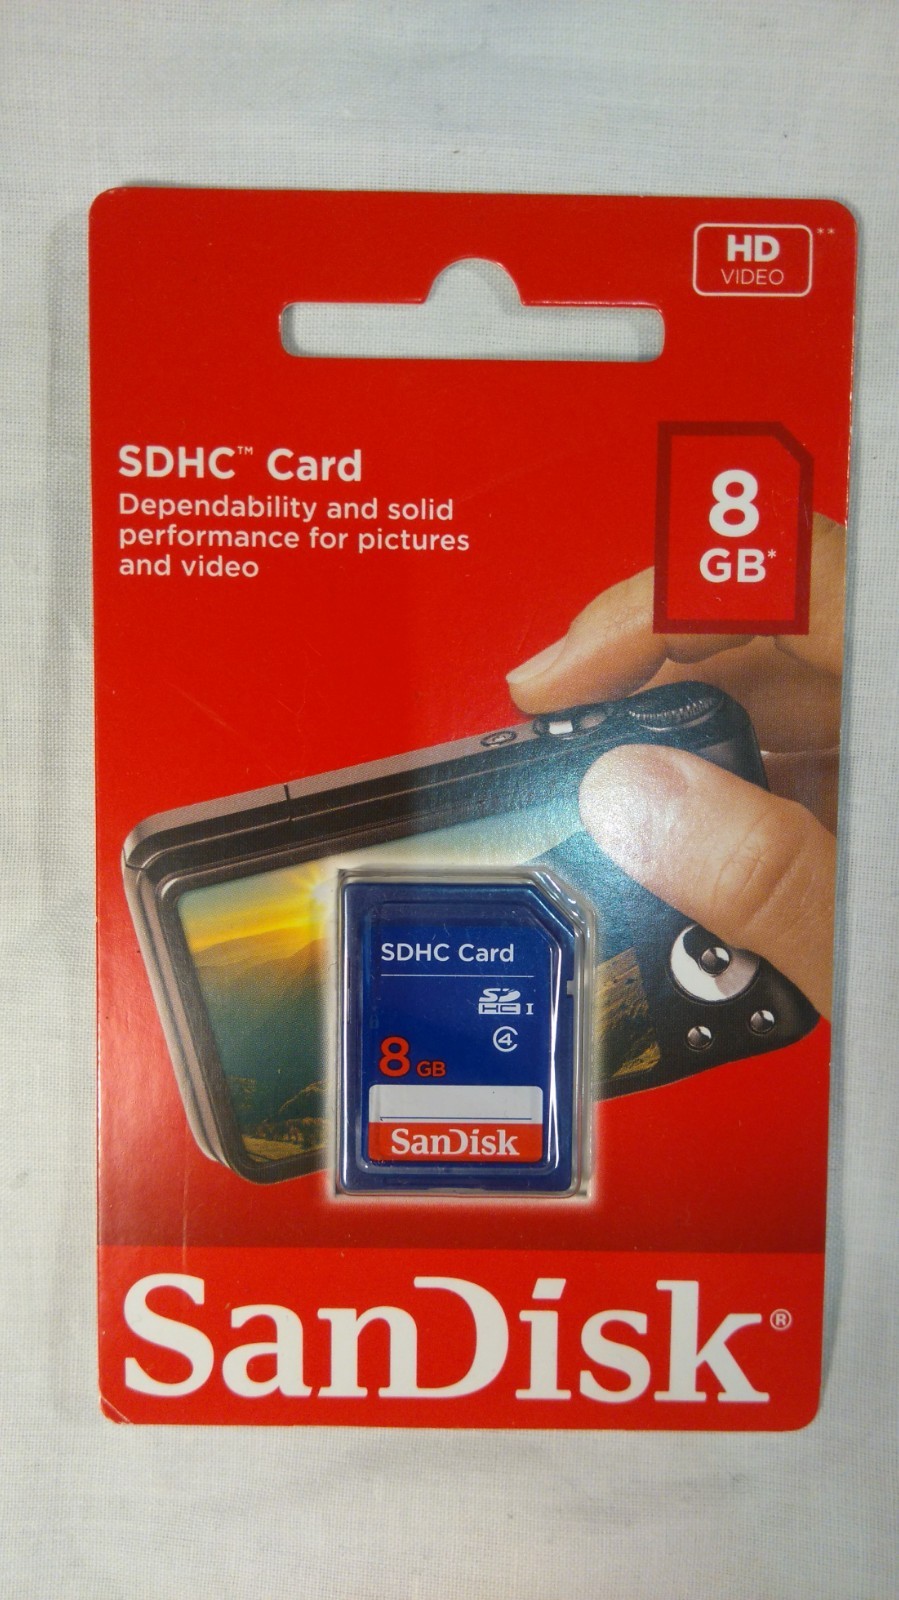 HD**
VIDEO
SDHC™ Card
Dependability and solid
performance for pictures
and video
8
GB*
SDHC Card
SD
HC I
4
8 GB
SanDisk
SanDisk®